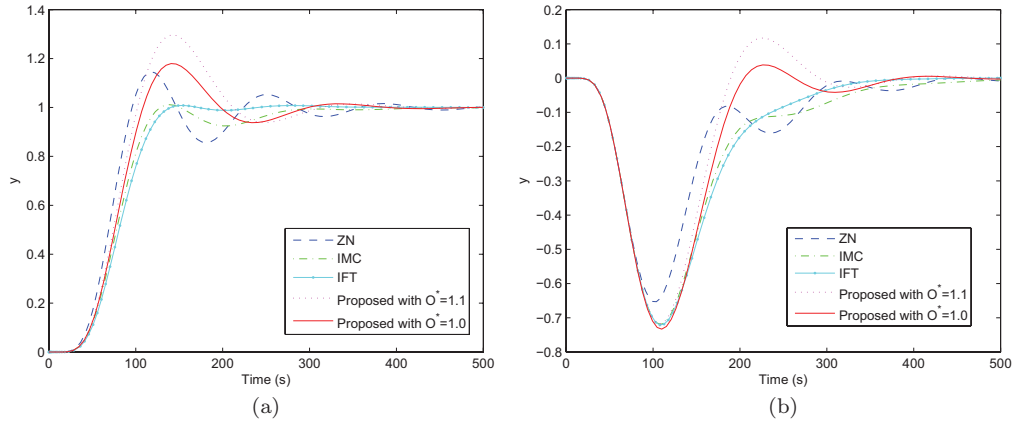 1.4
1.2
1
0.8
0.6
0.4
0.2
0
y
0 100 200 300 400 500
Time (s)
ZN
IMC
IFT
Proposed with O*=1.1
Proposed with O*=1.0
(a)
0.2
0.1
0
−0.1
−0.2
−0.3
−0.4
−0.5
−0.6
−0.7
−0.8
y
0 100 200 300 400 500
Time (s)
ZN
IMC
IFT
Proposed with O*=1.1
Proposed with O*=1.0
(b)